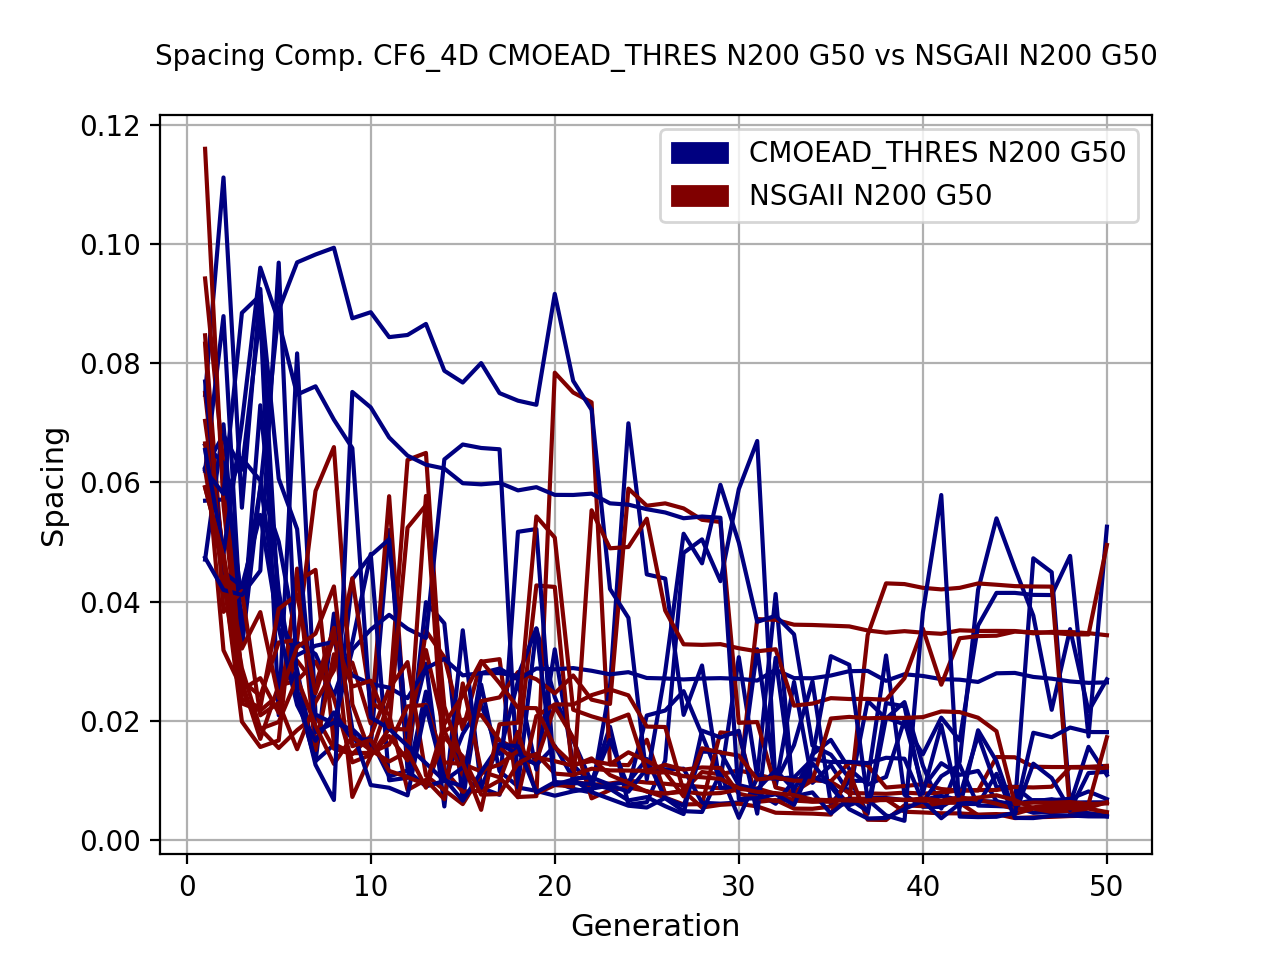 Spacing Comp. CF6_4D CMOEAD_THRES N200 G50 vs NSGAII N200 G50
CMOEAD_THRES N200 G50
NSGAII N200 G50
0.12
0.10
0.08
0.06
0.04
0.02
0.00
Spacing
0 10 20 30 40 50
Generation